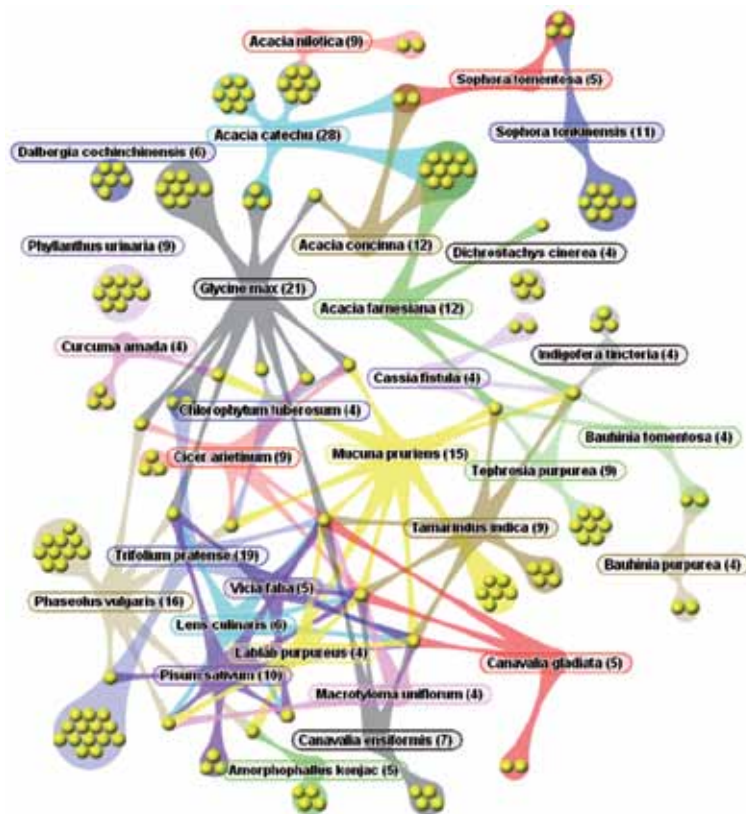 Acacia nilotica (9)
Sophora tomentosa (5)
Acacia catechu (28)
Sophora tonkinensis (11)
Dalbergia cochinchinensis (6)
Acacia concinna (12)
Phyllanthus urinaria (9)
Dichrostachys cinerea (4)
Glycine max (21)
Acacia farnesiana (12)
Curcuma amada (4)
Indigofera tinctoria (4)
Cassia fistula (4)
Chlorophytum tuberosum (4)
Bauhinia tomentosa (4)
Cicer arietinum (9)
Mucuna pruriens (15)
Tephrosia purpurea (9)
Tamarindus indica (9)
Trifolium pratense (19)
Bauhinia purpurea (4)
Vicia faba (5)
Phaseolus vulgaris (16)
Lens culinaris (6)
Lablab purpureus (4)
Canavalia gladiata (5)
Pisum sativum (10)
Macrotyloma uniflorum (4)
Canavalia ensiformis (7)
Amorphophallus konjac (5)